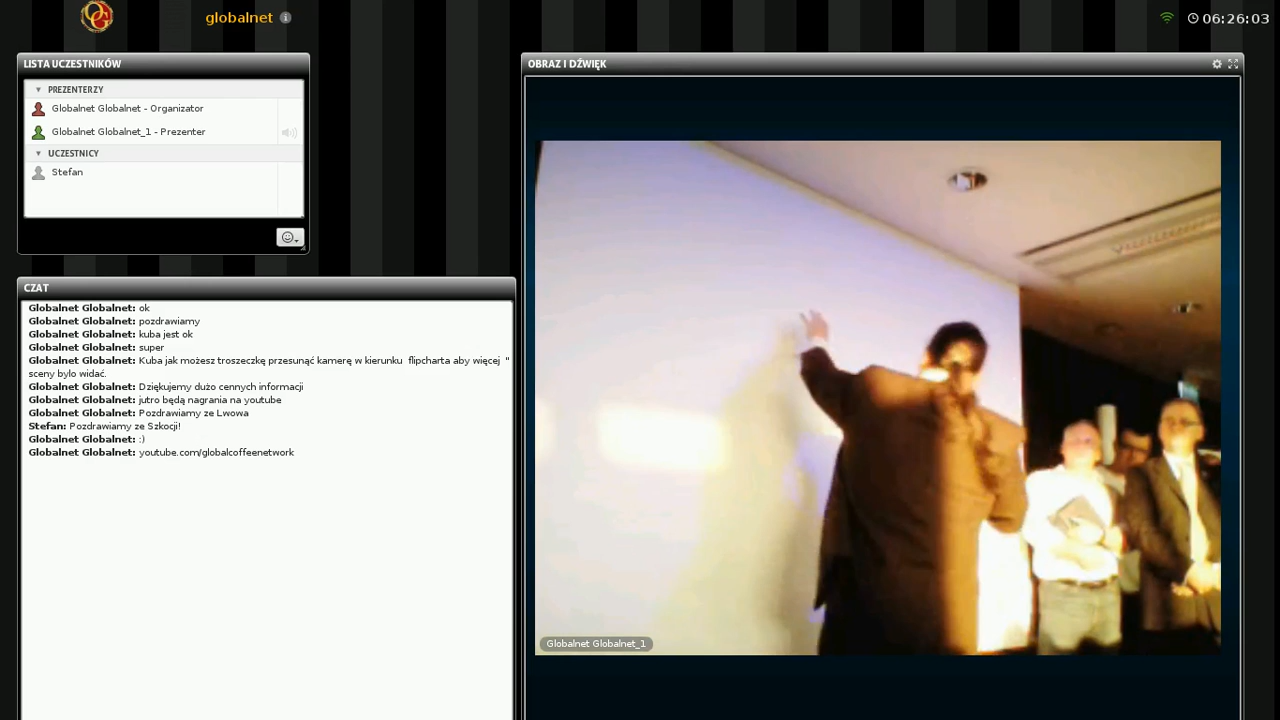 OG
globalnet
06:26:03
LISTA UCZESTNIKÓW
PREZENTERZY
Globalnet Globalnet - Organizator
Globalnet Globalnet_1 - Prezenter
UCZESTNICY
Stefan
CZAT
Globalnet Globalnet: ok
Globalnet Globalnet: pozdrawiamy
Globalnet Globalnet: kuba jest ok
Globalnet Globalnet: super
Globalnet Globalnet: Kuba jak możesz troszeczkę przesunąć kamerę w kierunku flipcharta aby więcej "
sceny bylo widać.
Globalnet Globalnet: Dziękujemy dużo cennych informacji
Globalnet Globalnet: jutro będą nagrania na youtube
Globalnet Globalnet: Pozdrawiamy ze Lwowa
Stefan: Pozdrawiamy ze Szkocji!
Globalnet Globalnet: :)
Globalnet Globalnet: youtube.com/globalcoffeenetwork
OBRAZ I DŹWIĘK
Globalnet Globalnet_1